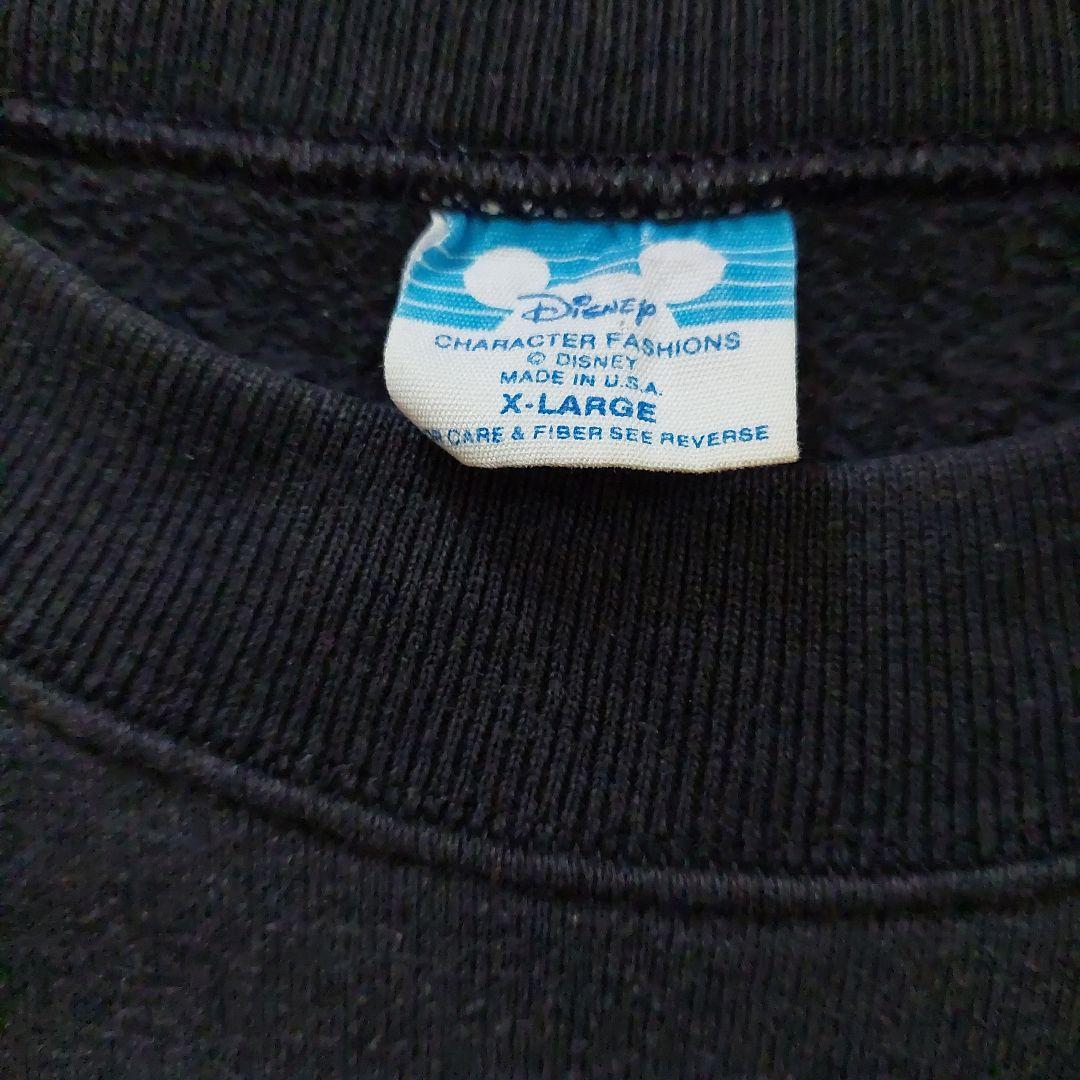 Disney
CHARACTER FASHIONS
© DISNEY
MADE IN U.S.A.
X-LARGE
CARE & FIBER SEE REVERSE